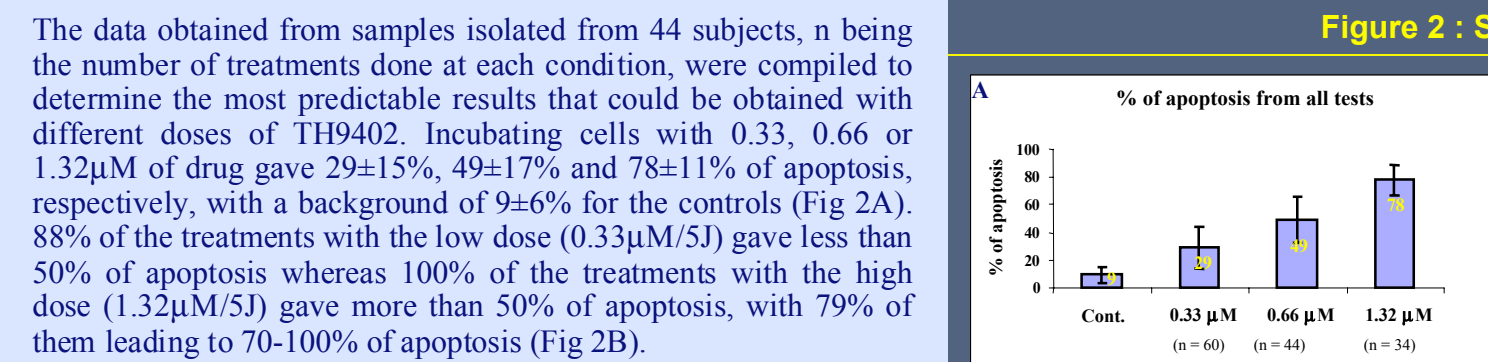 The data obtained from samples isolated from 44 subjects, n being
the number of treatments done at each condition, were compiled to
determine the most predictable results that could be obtained with
different doses of TH9402. Incubating cells with 0.33, 0.66 or
1.32μM of drug gave 29±15%, 49±17% and 78±11% of apoptosis,
respectively, with a background of 9±6% for the controls (Fig 2A).
88% of the treatments with the low dose (0.33μM/5J) gave less than
50% of apoptosis whereas 100% of the treatments with the high
dose (1.32μM/5J) gave more than 50% of apoptosis, with 79% of
them leading to 70-100% of apoptosis (Fig 2B).
Figure 2 : S
A
% of apoptosis from all tests
% of apoptosis
100
80
60
40
20
0
9
29
49
78
Cont. 0.33 μM 0.66 μM 1.32 μM
(n = 60) (n = 44) (n = 34)